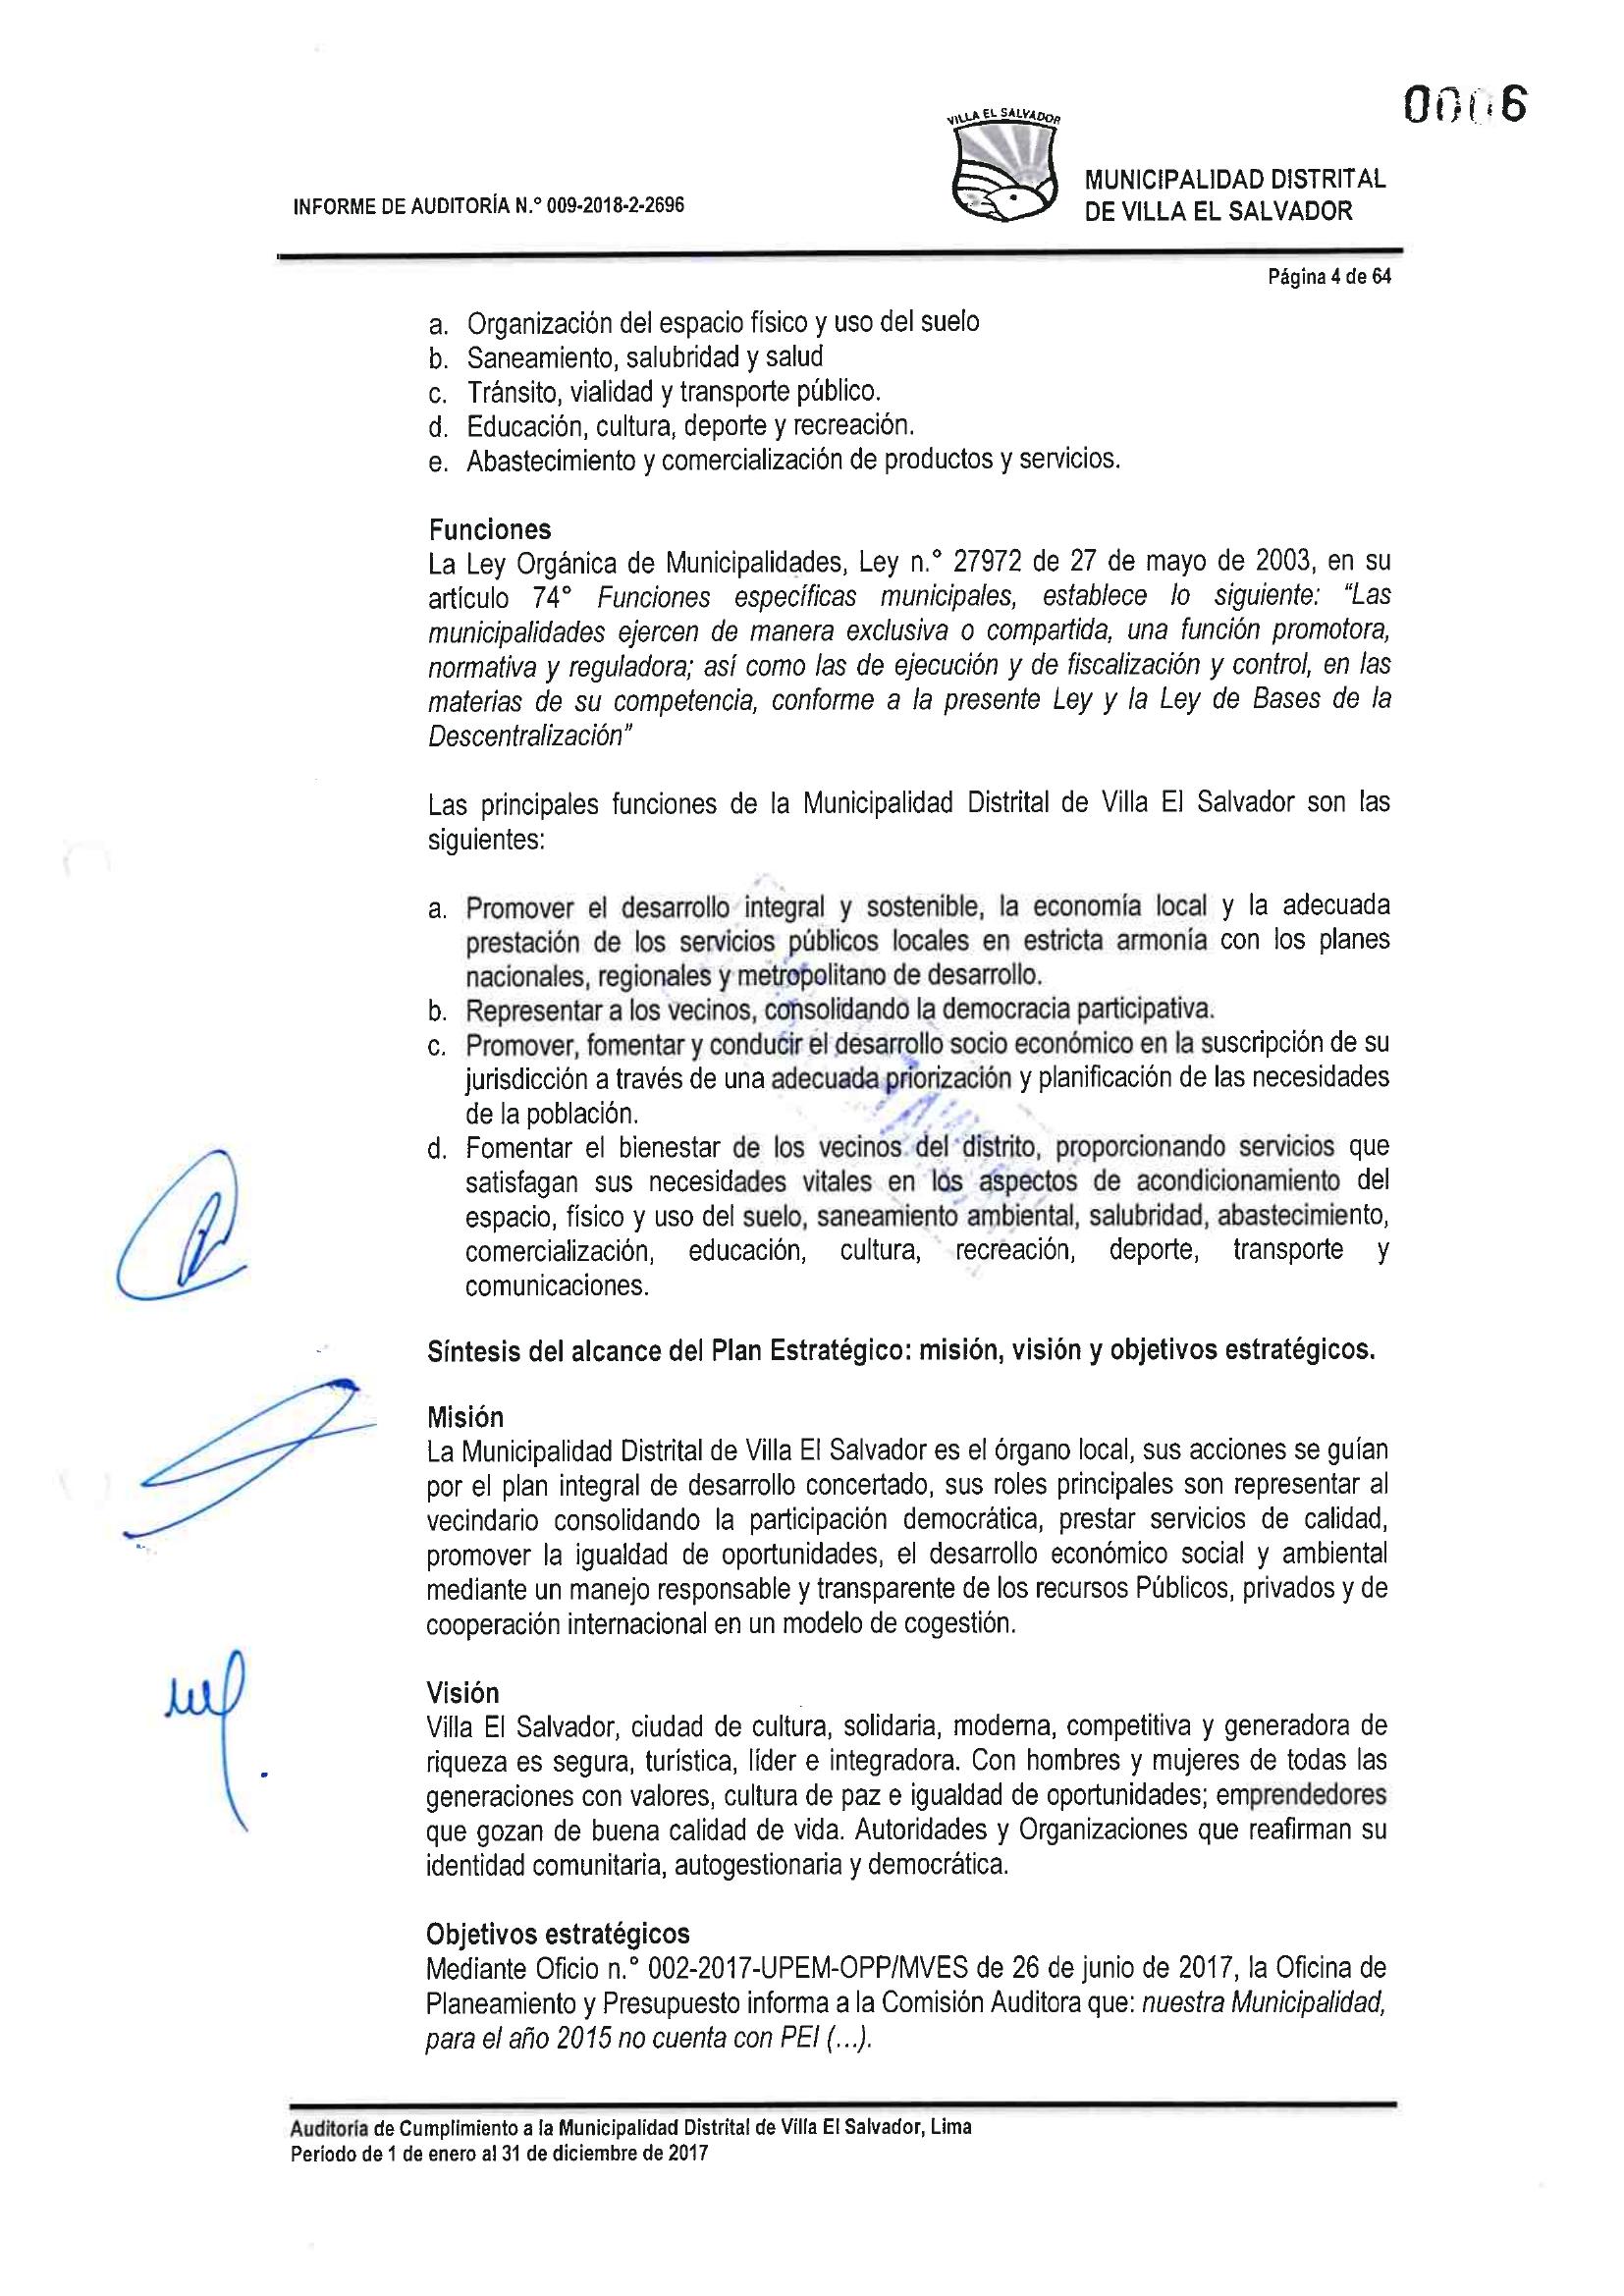 0006
VILLA EL SALVADOR
MUNICIPALIDAD DISTRITAL
DE VILLA EL SALVADOR
INFORME DE AUDITORÍA N.° 009-2018-2-2696
Página 4 de 64
a. Organización del espacio físico y uso del suelo
b. Saneamiento, salubridad y salud
c. Tránsito, vialidad y transporte público.
d. Educación, cultura, deporte y recreación.
e. Abastecimiento y comercialización de productos y servicios.
Funciones
La Ley Orgánica de Municipalidades, Ley n.° 27972 de 27 de mayo de 2003, en su
artículo 74° Funciones específicas municipales, establece lo siguiente: “Las
municipalidades ejercen de manera exclusiva o compartida, una función promotora,
normativa y reguladora; así como las de ejecución y de fiscalización y control, en las
materias de su competencia, conforme a la presente Ley y la Ley de Bases de la
Descentralización”
Las principales funciones de la Municipalidad Distrital de Villa El Salvador son las
siguientes:
a. Promover el desarrollo integral y sostenible, la economía local y la adecuada
prestación de los servicios públicos locales en estricta armonía con los planes
nacionales, regionales y metropolitano de desarrollo.
b. Representar a los vecinos, consolidando la democracia participativa.
c. Promover, fomentar y conducir el desarrollo socio económico en la suscripción de su
jurisdicción a través de una adecuada priorización y planificación de las necesidades
de la población.
d. Fomentar el bienestar de los vecinos del distrito, proporcionando servicios que
satisfagan sus necesidades vitales en los aspectos de acondicionamiento del
espacio, físico y uso del suelo, saneamiento ambiental, salubridad, abastecimiento,
comercialización, educación, cultura, recreación, deporte, transporte y
comunicaciones.
Síntesis del alcance del Plan Estratégico: misión, visión y objetivos estratégicos.
Misión
La Municipalidad Distrital de Villa El Salvador es el órgano local, sus acciones se guían
por el plan integral de desarrollo concertado, sus roles principales son representar al
vecindario consolidando la participación democrática, prestar servicios de calidad,
promover la igualdad de oportunidades, el desarrollo económico social y ambiental
mediante un manejo responsable y transparente de los recursos Públicos, privados y de
cooperación internacional en un modelo de cogestión.
Visión
Villa El Salvador, ciudad de cultura, solidaria, moderna, competitiva y generadora de
riqueza es segura, turística, líder e integradora. Con hombres y mujeres de todas las
generaciones con valores, cultura de paz e igualdad de oportunidades; emprendedores
que gozan de buena calidad de vida. Autoridades y Organizaciones que reafirman su
identidad comunitaria, autogestionaria y democrática.
Objetivos estratégicos
Mediante Oficio n.° 002-2017-UPEM-OPP/MVES de 26 de junio de 2017, la Oficina de
Planeamiento y Presupuesto informa a la Comisión Auditora que: nuestra Municipalidad,
para el año 2015 no cuenta con PEI (...).
Auditoría de Cumplimiento a la Municipalidad Distrital de Villa El Salvador, Lima
Período de 1 de enero al 31 de diciembre de 2017